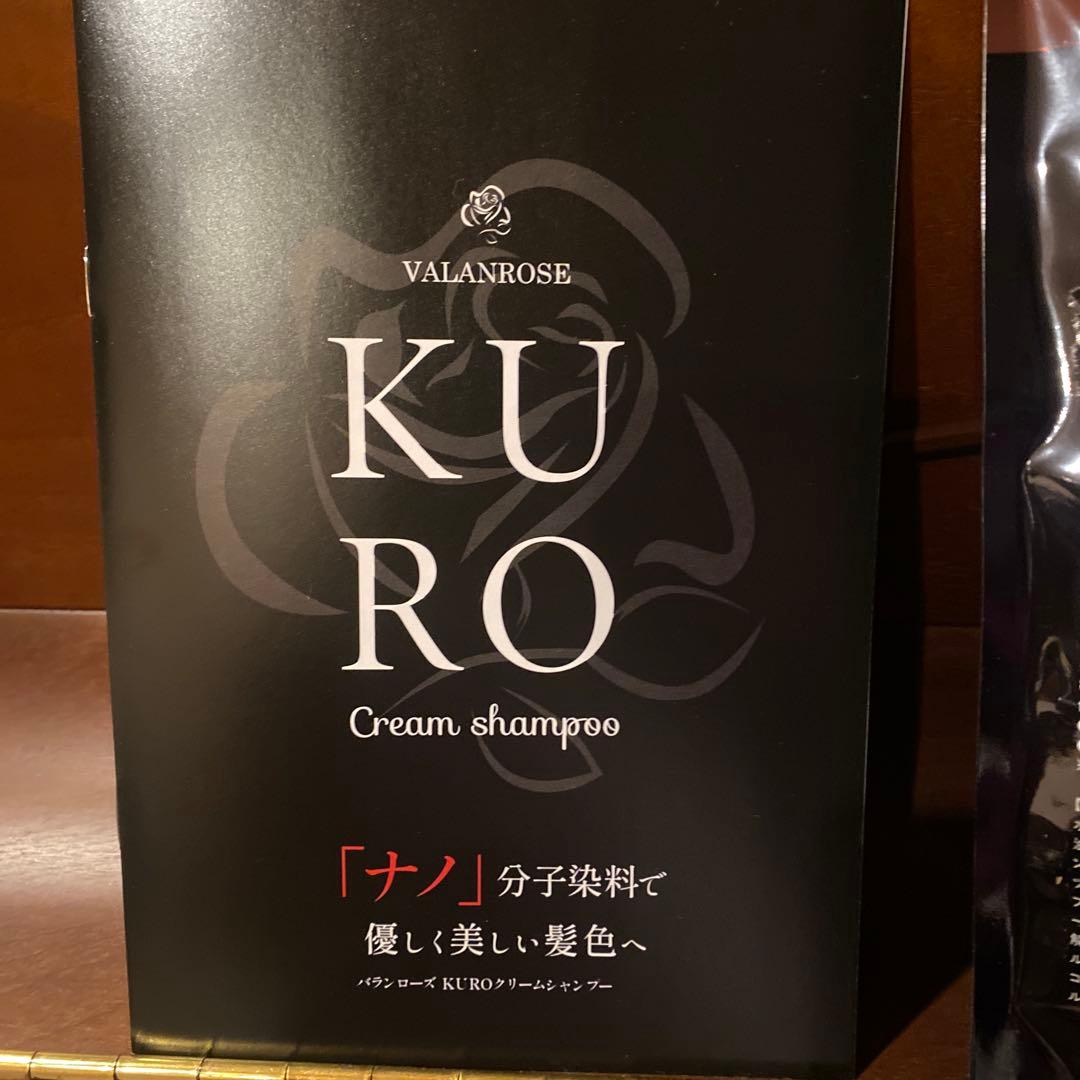 VALANROSE
KU
RO
Cream shampoo
「ナノ」分子染料で
優しく美しい髪色へ
バランローズ KUROクリームシャンプー